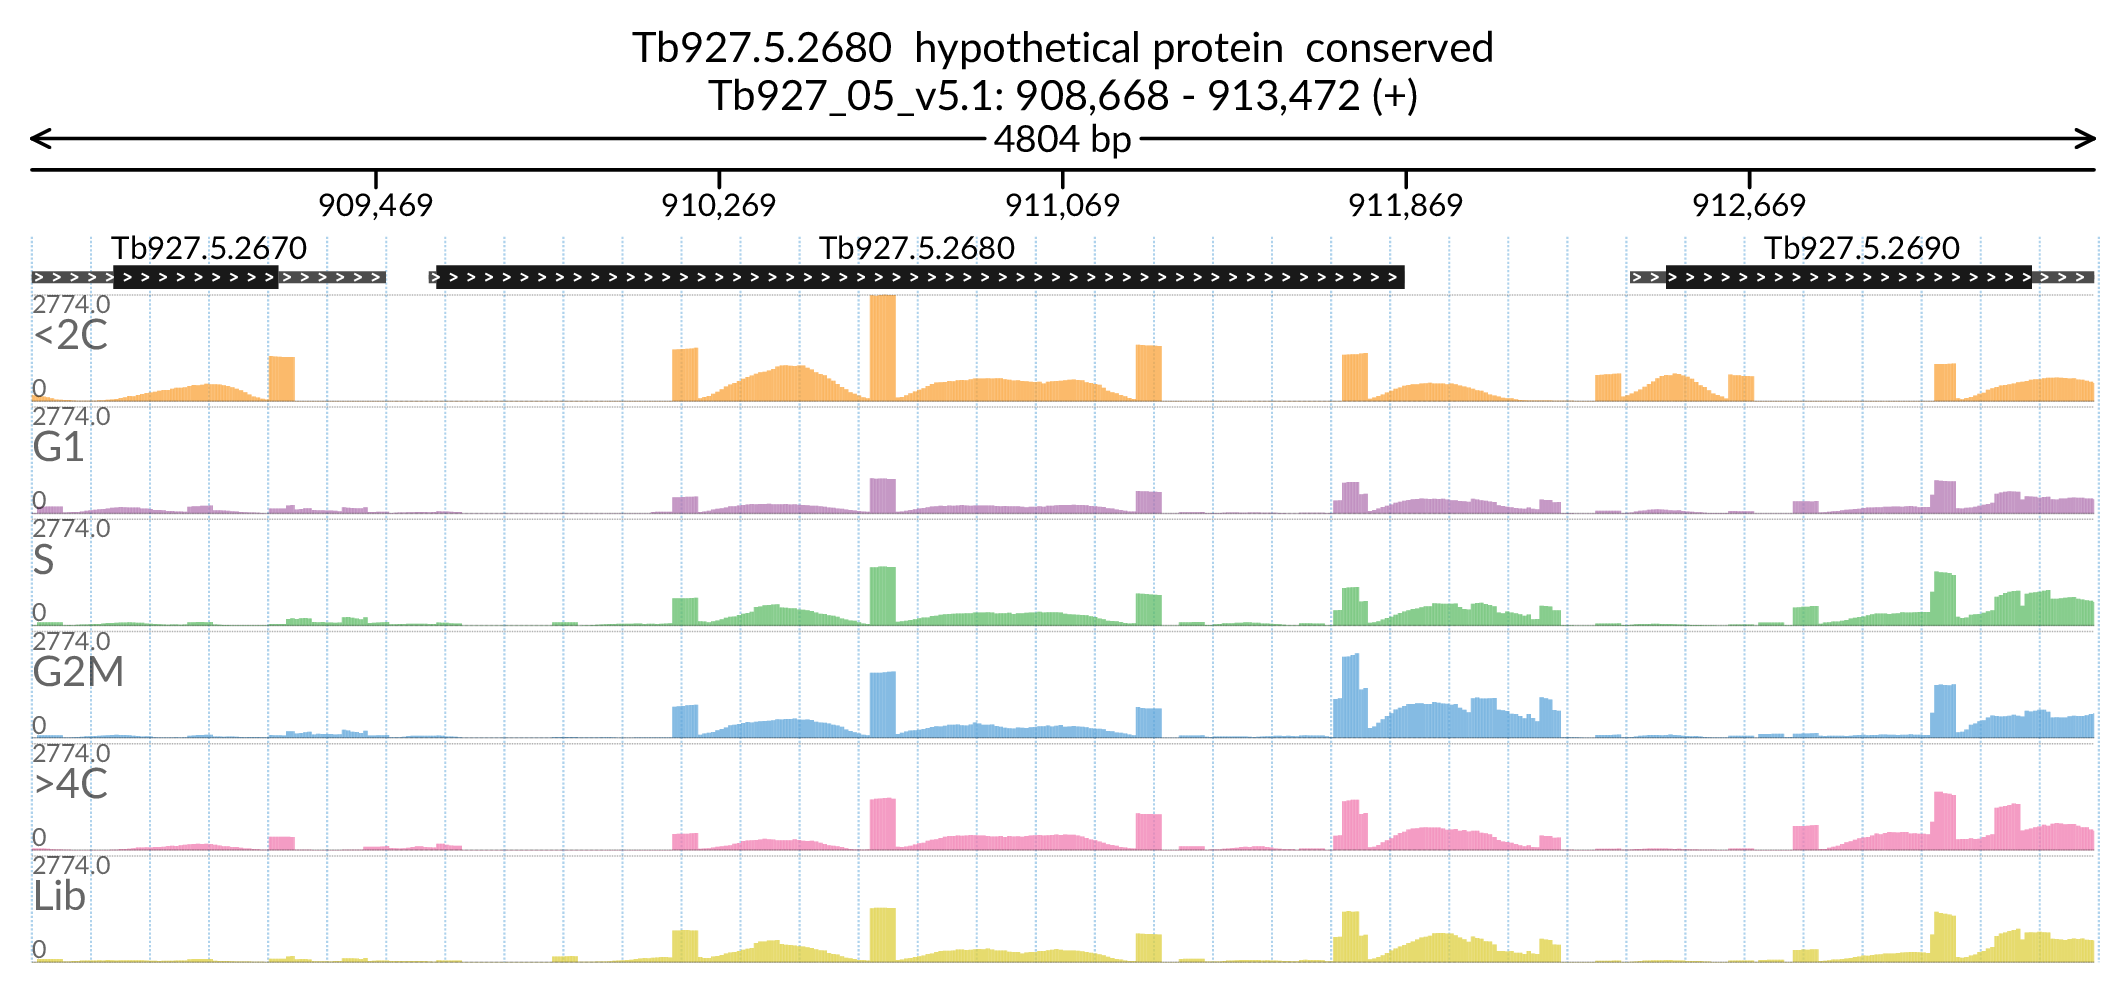 Tb927.5.2680  hypothetical protein  conserved
Tb927_05_v5.1: 908,668 - 913,472 (+)
4804 bp
909,469 910,269 911,069 911,869 912,669
Tb927.5.2670 Tb927.5.2680 Tb927.5.2690
2774.0
<2C
0
2774.0
G1
0
2774.0
S
0
2774.0
G2M
0
2774.0
>4C
0
2774.0
Lib
0